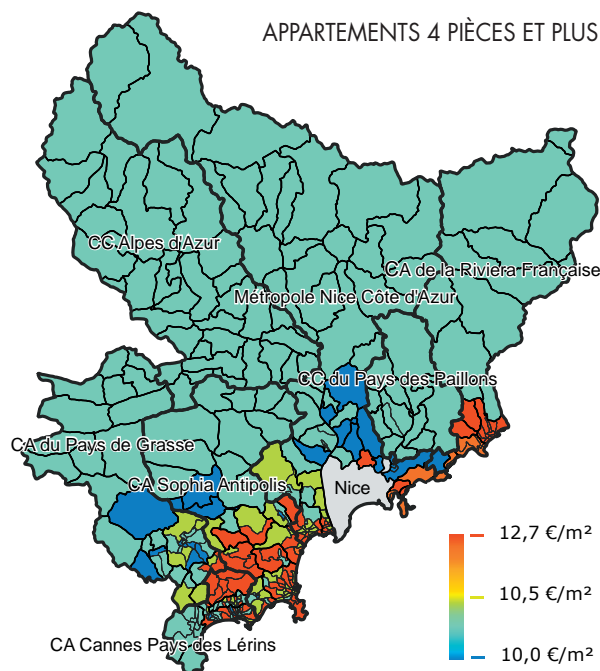 APPARTEMENTS 4 PIÈCES ET PLUS
CC Alpes d'Azur
CA de la Riviera Française
Métropole Nice Côte d'Azur
CC du Pays des Paillons
CA du Pays de Grasse
CA Sophia Antipolis
Nice
12,7 €/m²
10,5 €/m²
10,0 €/m²
CA Cannes Pays des Lérins